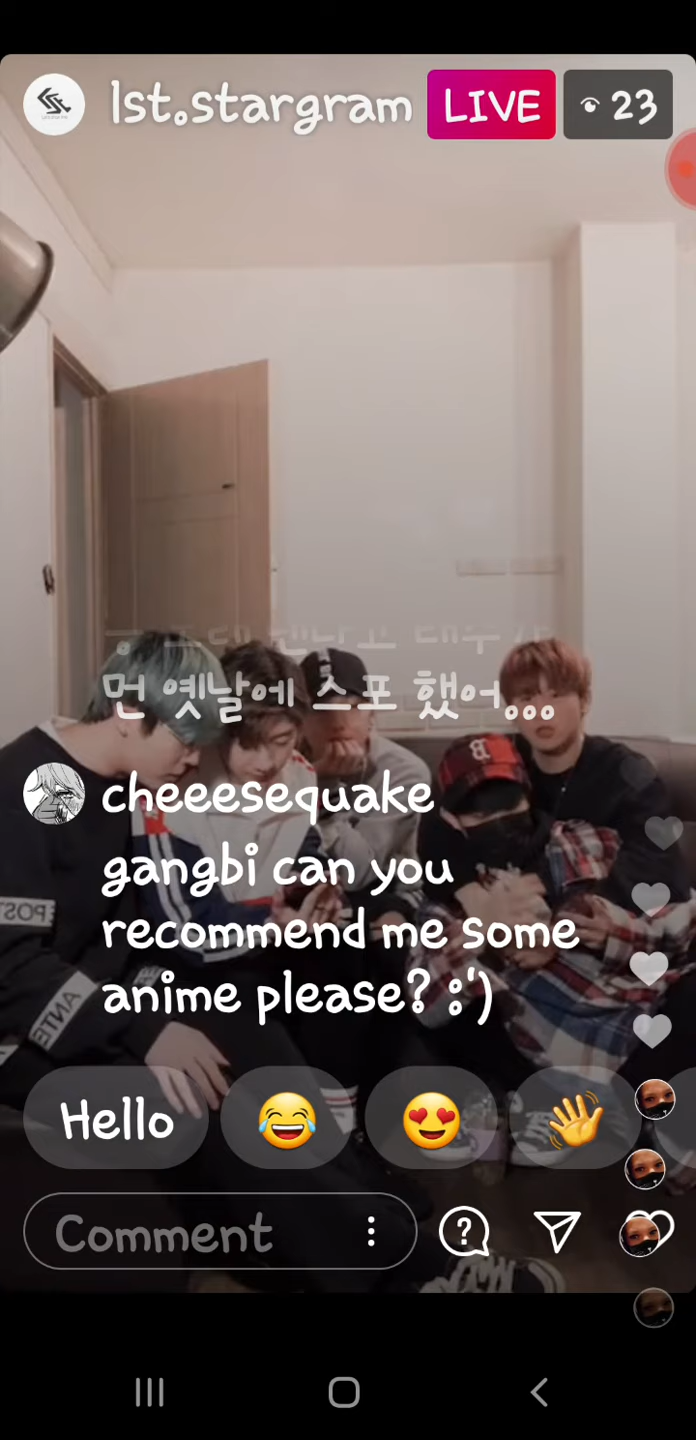 lst.stargram LIVE 23
먼 옛날에 스포 했어...
cheeesequake
gangbi can you
recommend me some
anime please? :')
Hello
Comment